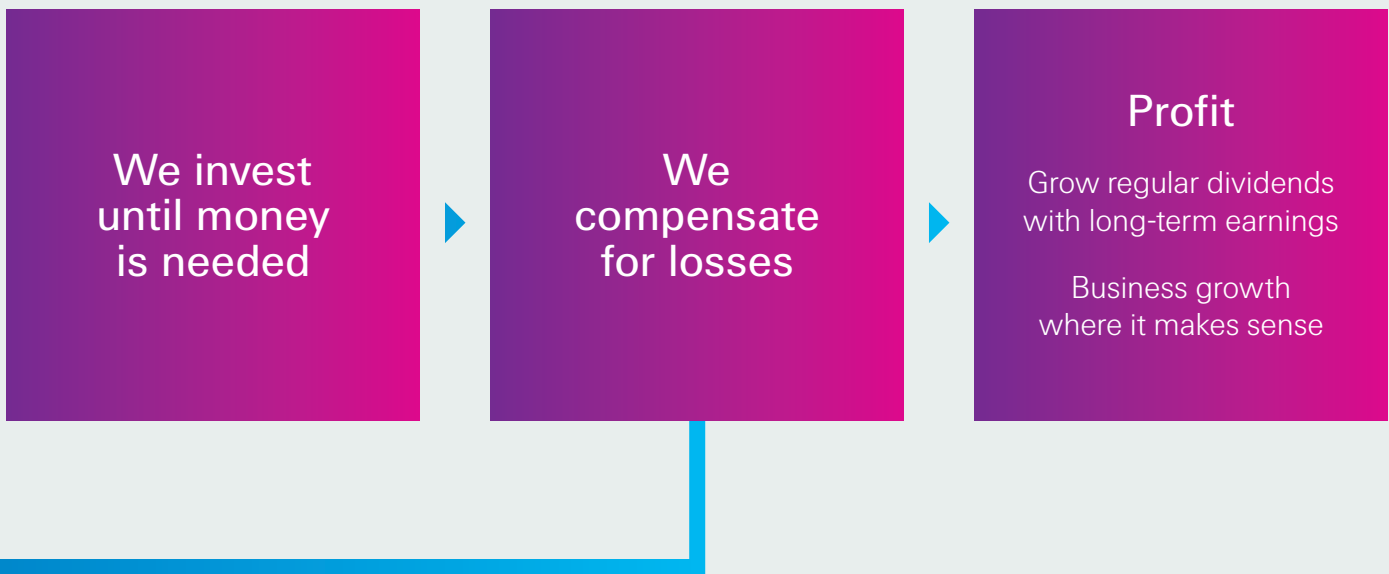 We invest
until money
is needed
We
compensate
for losses
Profit
Grow regular dividends
with long-term earnings
Business growth
where it makes sense